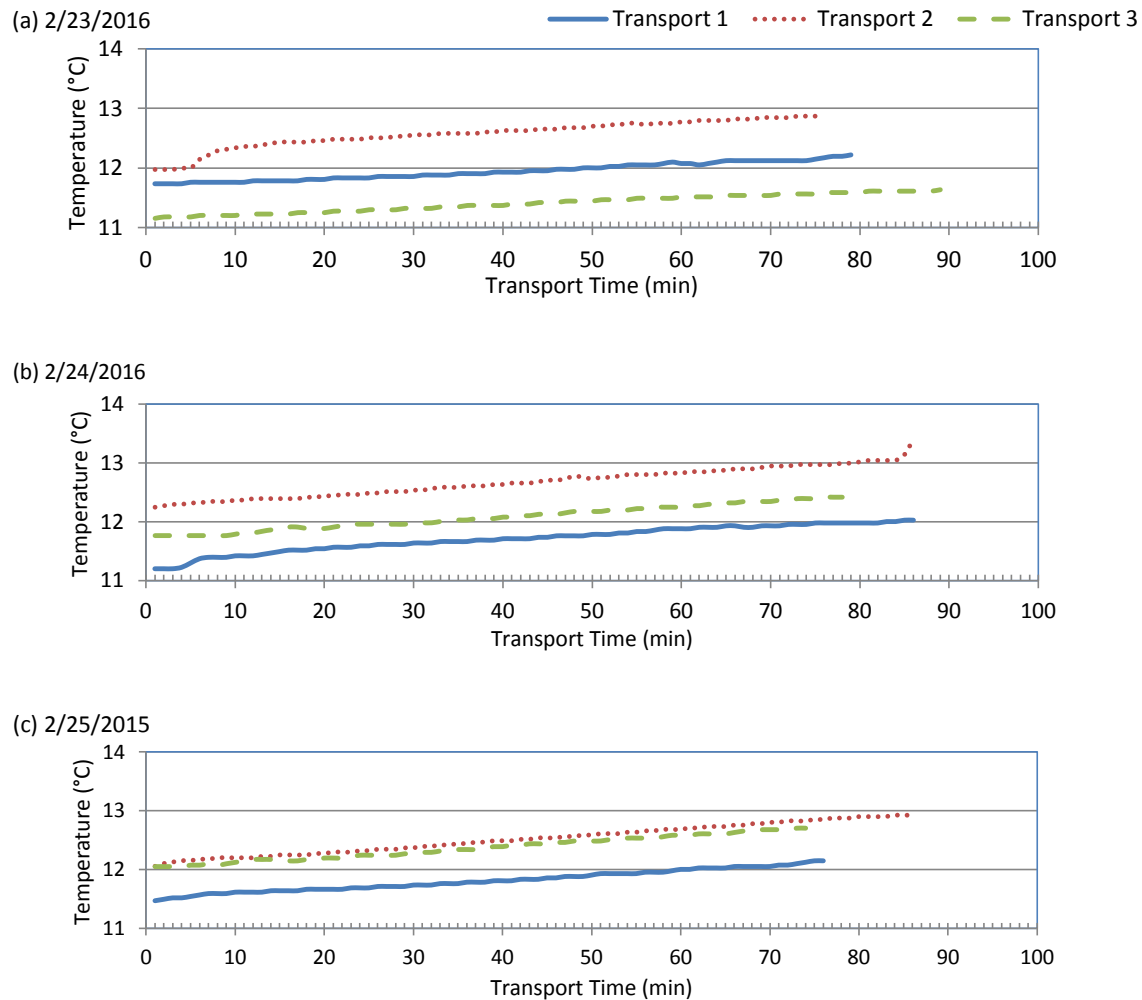 (a) 2/23/2016
Transport 1 Transport 2 Transport 3
Temperature (°C)
14
13
12
11
0 10 20 30 40 50 60 70 80 90 100
Transport Time (min)
(b) 2/24/2016
Temperature (°C)
14
13
12
11
0 10 20 30 40 50 60 70 80 90 100
Transport Time (min)
(c) 2/25/2015
Temperature (°C)
14
13
12
11
0 10 20 30 40 50 60 70 80 90 100
Transport Time (min)